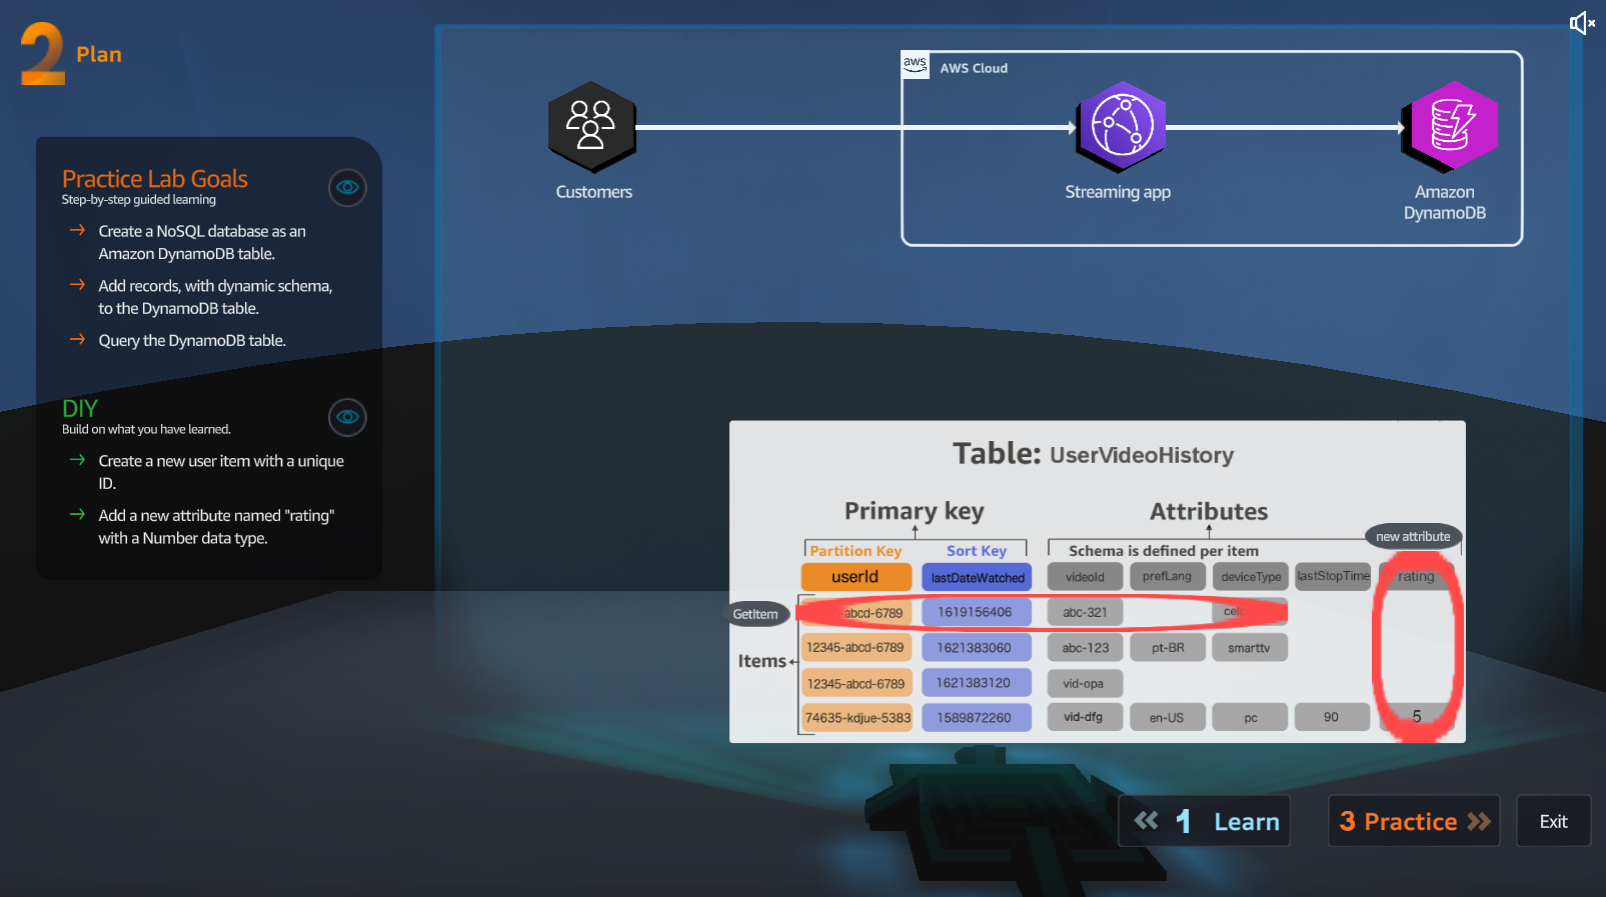 2 Plan
Practice Lab Goals
Step-by-step guided learning
Create a NoSQL database as an
Amazon DynamoDB table.
Add records, with dynamic schema,
to the DynamoDB table.
Query the DynamoDB table.
DIY
Build on what you have learned.
Create a new user item with a unique
ID.
Add a new attribute named "rating"
with a Number data type.
aws AWS Cloud
Customers
Streaming app
Amazon
DynamoDB
Table: UserVideoHistory
Primary key Attributes
new attribute
Partition Key Sort Key Schema is defined per item
userId lastDateWatched videoId prefLang deviceType lastStopTime rating
GetItem -abcd-6789 1619156406 abc-321
12345-abcd-6789 1621383060 abc-123 pt-BR smarttv
Items
12345-abcd-6789 1621383120 vid-opa
74635-kdjue-5383 1589872260 vid-dfg en-US pc 90 5
1 Learn
3 Practice
Exit